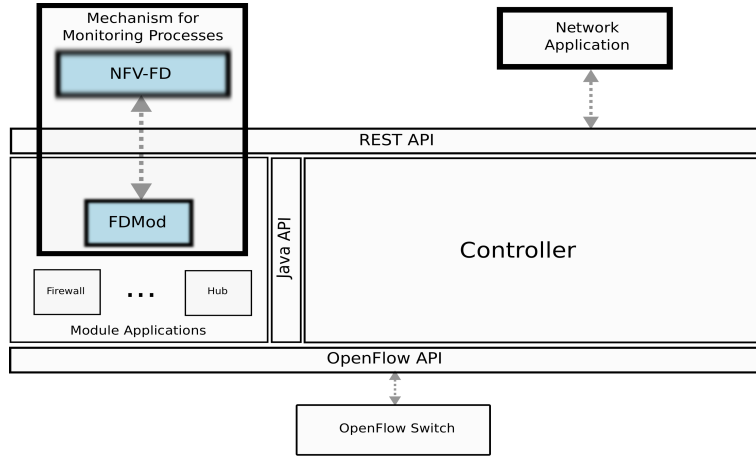 Mechanism for
Monitoring Processes
NFV-FD
Network
Application
REST API
FDMod
Java API
Controller
Firewall
...
Hub
Module Applications
OpenFlow API
OpenFlow Switch